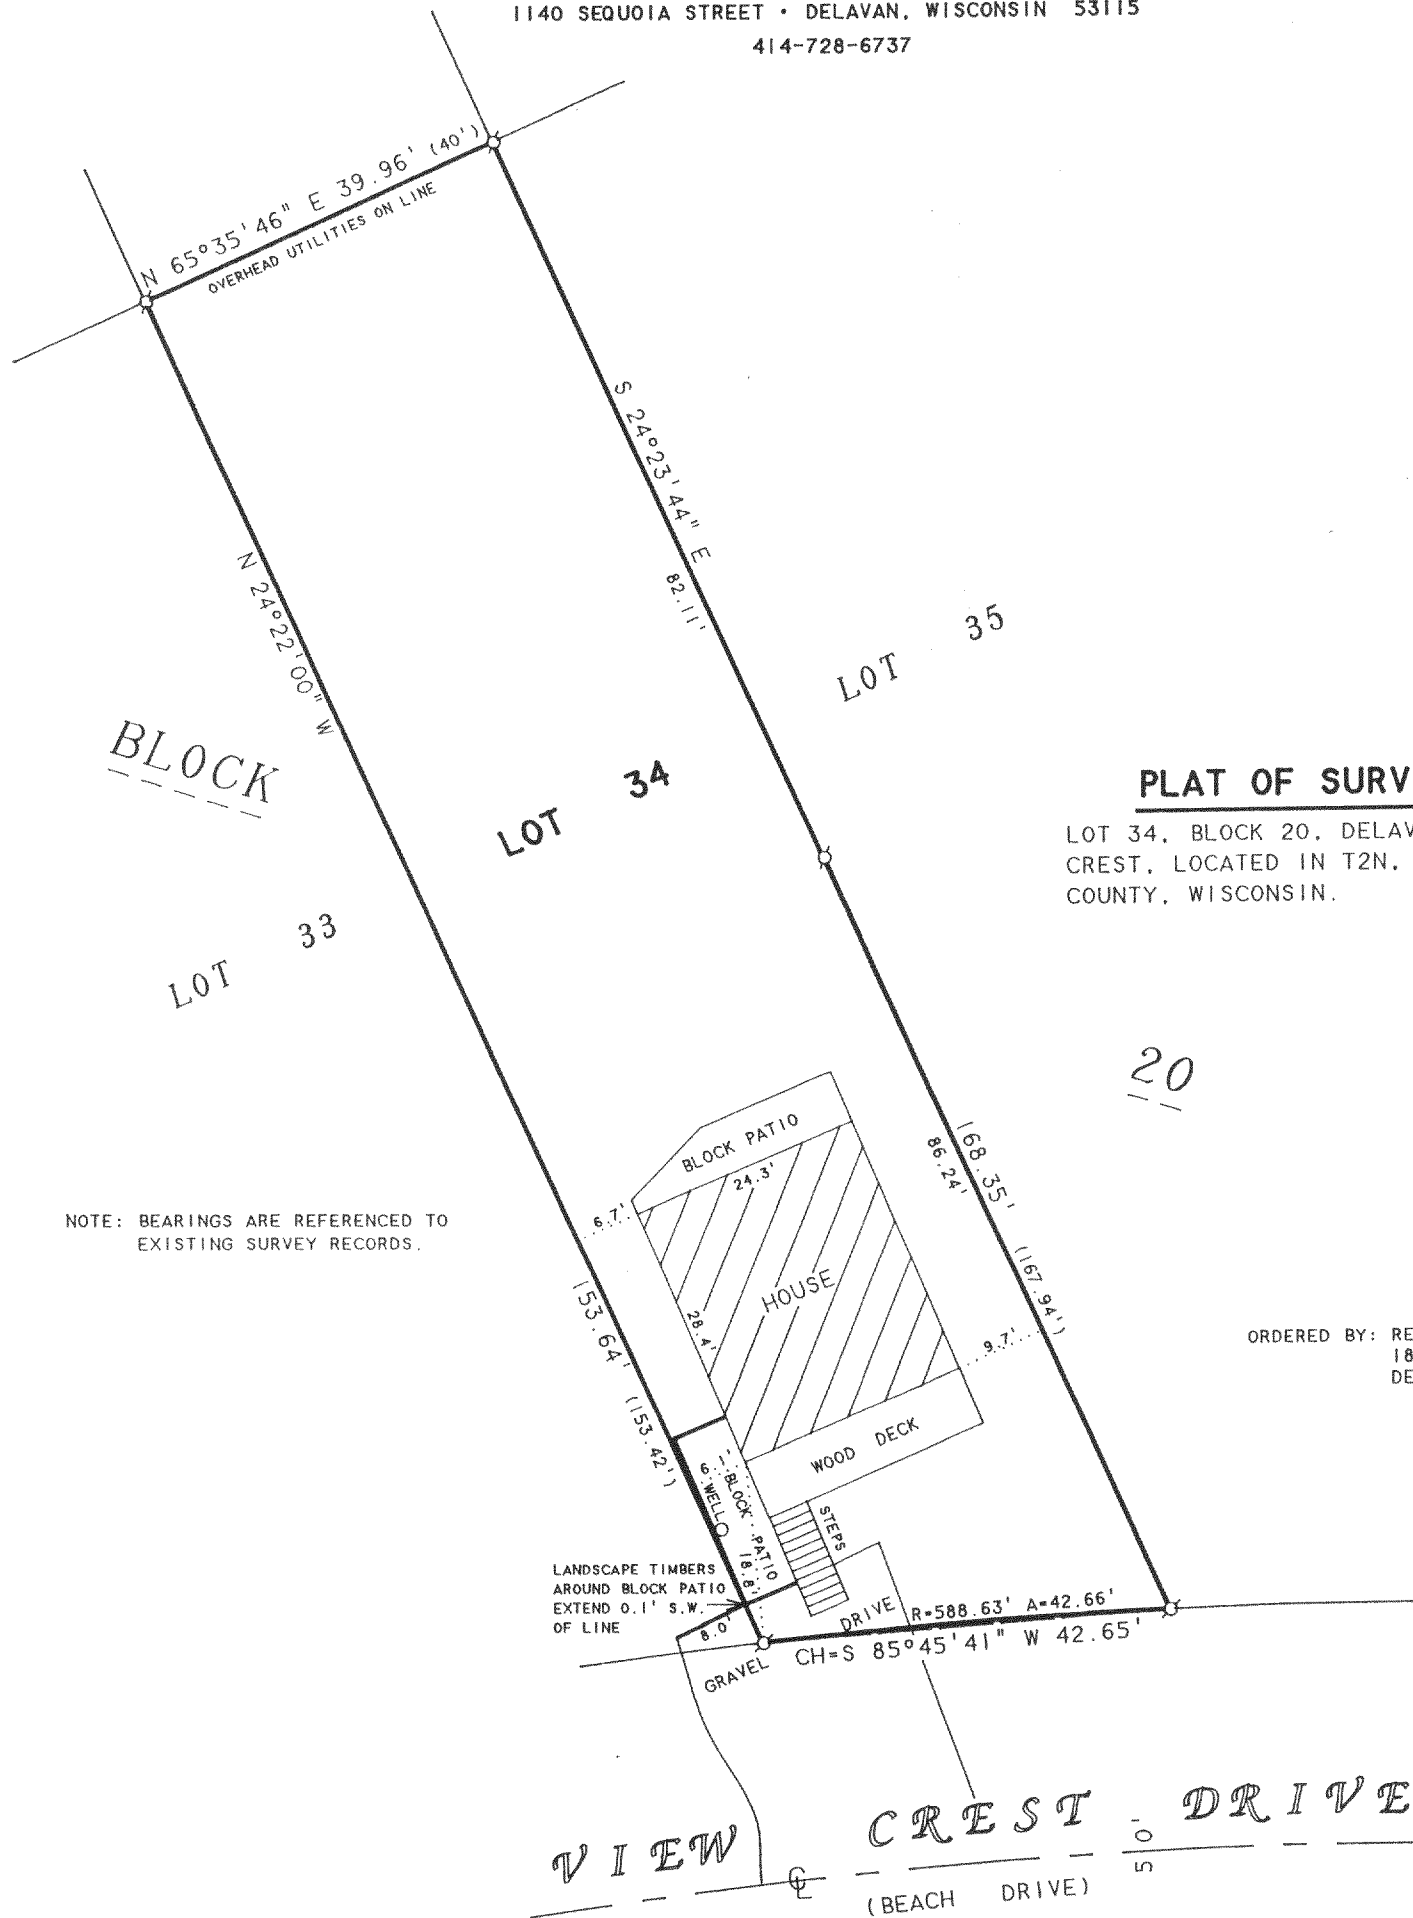 1140 SEQUOIA STREET • DELAVAN, WISCONSIN 53115
414-728-6737
N 65°35'46" E 39.96' (40')
OVERHEAD UTILITIES ON LINE
S 24°23'44" E
82.11'
N 24°22'00" W
LOT 35
BLOCK
LOT 34
PLAT OF SURV
LOT 34, BLOCK 20, DELAV
CREST, LOCATED IN T2N,
COUNTY, WISCONSIN.
LOT 33
20
BLOCK PATIO
24.3'
168.35'
86.24'
(167.94')
6.7'
NOTE: BEARINGS ARE REFERENCED TO
EXISTING SURVEY RECORDS.
HOUSE
28.4'
153.64'
(153.42')
9.7'
ORDERED BY: RE
18
DE
WOOD DECK
6.1'
WELL
BLOCK PATIO
18.8'
STEPS
LANDSCAPE TIMBERS
AROUND BLOCK PATIO
EXTEND 0.1' S.W.
OF LINE
8.0'
GRAVEL DRIVE
R=588.63' A=42.66'
CH=S 85°45'41" W 42.65'
VIEW CREST DRIVE
50'
(BEACH DRIVE)